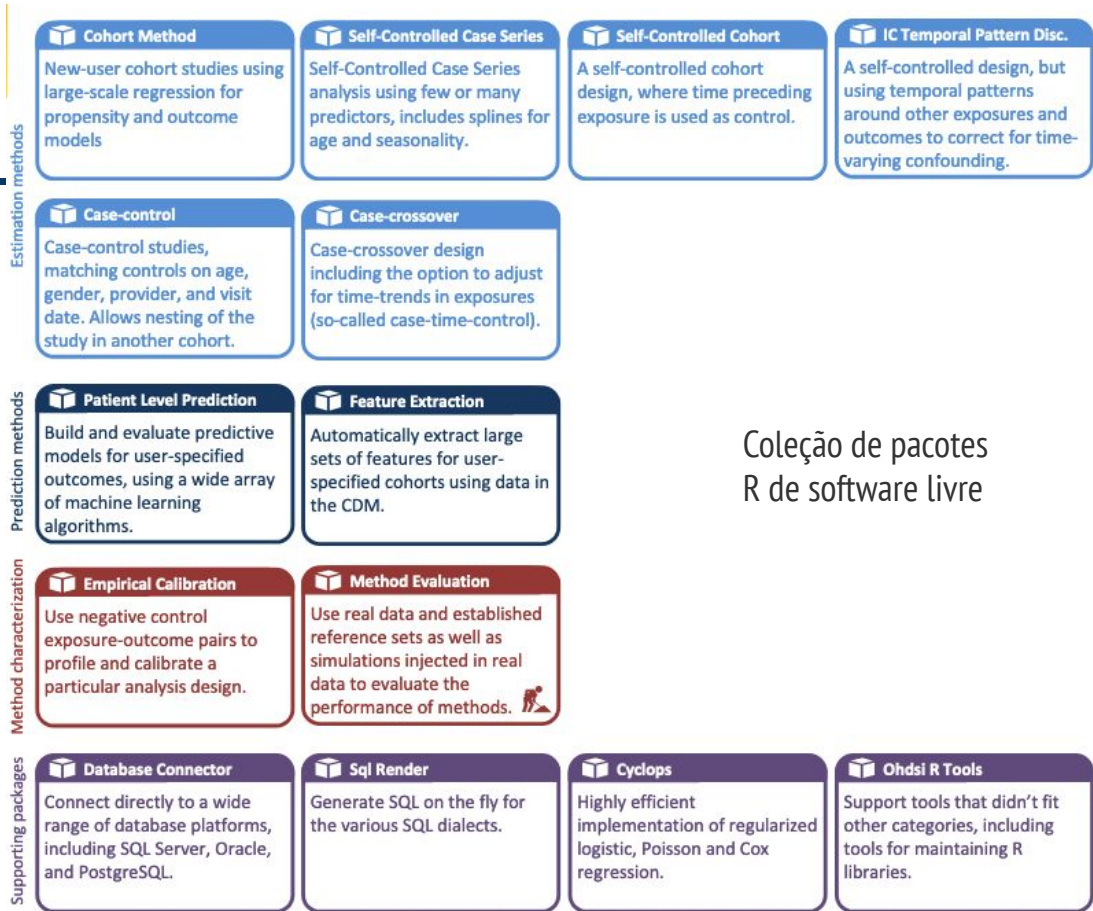 Estimation methods
Cohort Method
New-user cohort studies using
large-scale regression for
propensity and outcome
models
Self-Controlled Case Series
Self-Controlled Case Series
analysis using few or many
predictors, includes splines for
age and seasonality.
Self-Controlled Cohort
A self-controlled cohort
design, where time preceding
exposure is used as control.
IC Temporal Pattern Disc.
A self-controlled design, but
using temporal patterns
around other exposures and
outcomes to correct for time-
varying confounding.
Case-control
Case-control studies,
matching controls on age,
gender, provider, and visit
date. Allows nesting of the
study in another cohort.
Case-crossover
Case-crossover design
including the option to adjust
for time-trends in exposures
(so-called case-time-control).
Prediction methods
Patient Level Prediction
Build and evaluate predictive
models for user-specified
outcomes, using a wide array
of machine learning
algorithms.
Feature Extraction
Automatically extract large
sets of features for user-
specified cohorts using data in
the CDM.
Coleção de pacotes
R de software livre
Method characterization
Empirical Calibration
Use negative control
exposure-outcome pairs to
profile and calibrate a
particular analysis design.
Method Evaluation
Use real data and established
reference sets as well as
simulations injected in real
data to evaluate the
performance of methods.
Supporting packages
Database Connector
Connect directly to a wide
range of database platforms,
including SQL Server, Oracle,
and PostgreSQL.
Sql Render
Generate SQL on the fly for
the various SQL dialects.
Cyclops
Highly efficient
implementation of regularized
logistic, Poisson and Cox
regression.
Ohdsi R Tools
Support tools that didn't fit
other categories, including
tools for maintaining R
libraries.